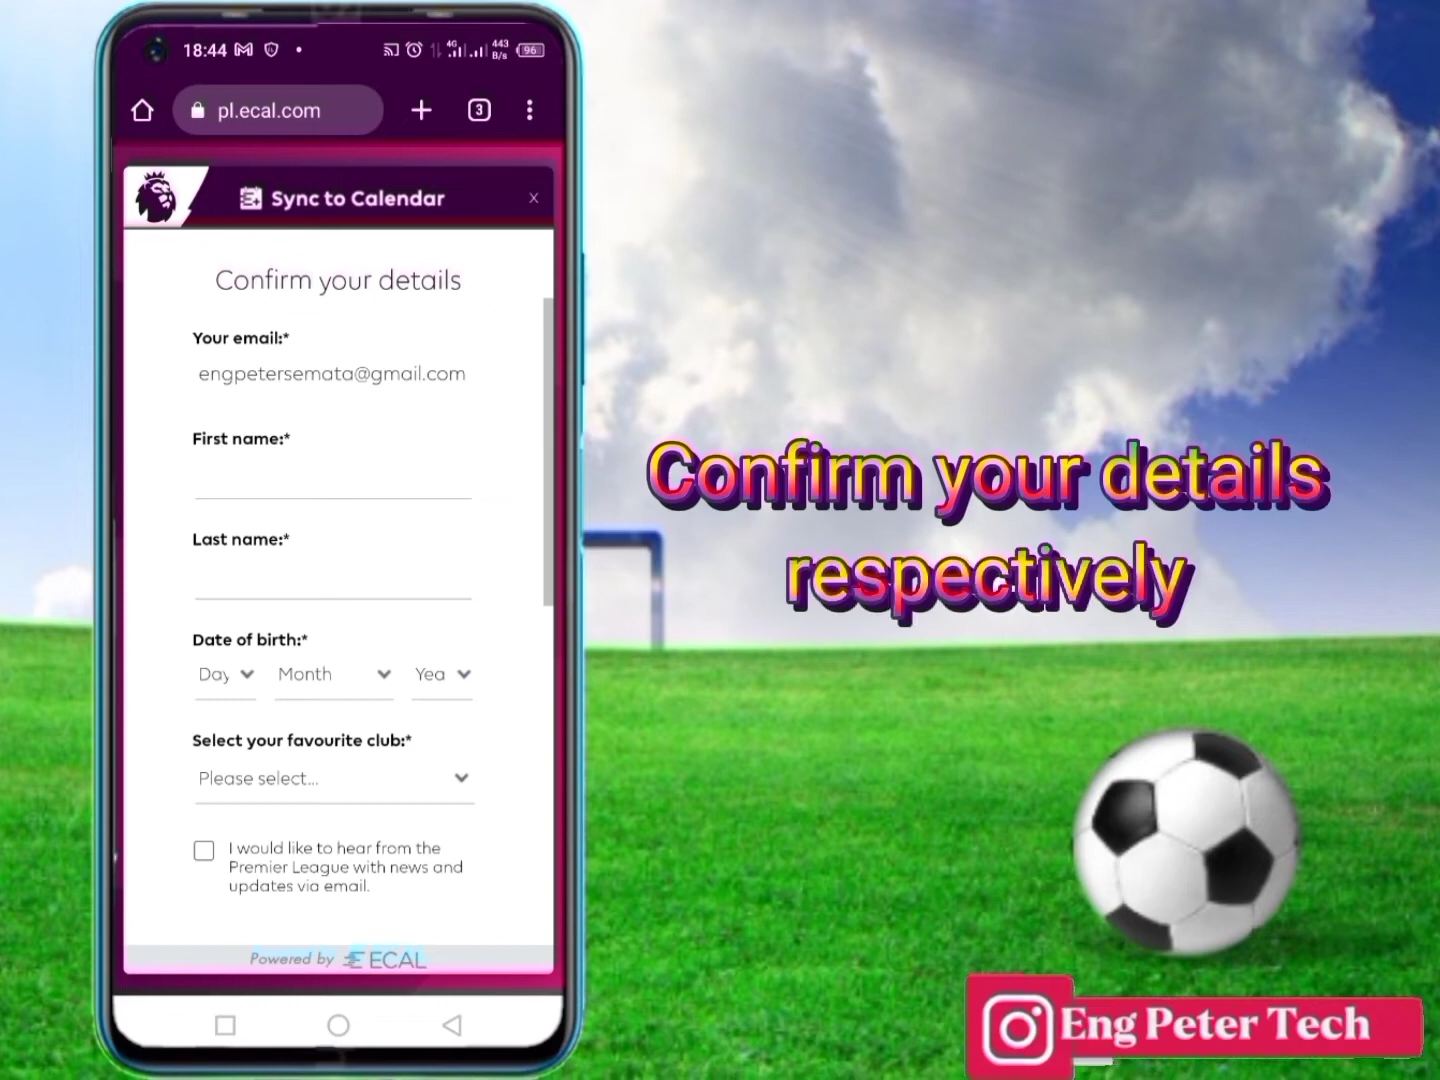 18:44
4G
443
B/s
96
pl.ecal.com
3
Sync to Calendar
x
Confirm your details
Your email:*
engpetersemata@gmail.com
First name:*
Last name:*
Date of birth:*
Day Month Yea
Select your favourite club:*
Please select...
I would like to hear from the
Premier League with news and
updates via email.
Powered by ECAL
Confirm your details
respectively
Eng Peter Tech